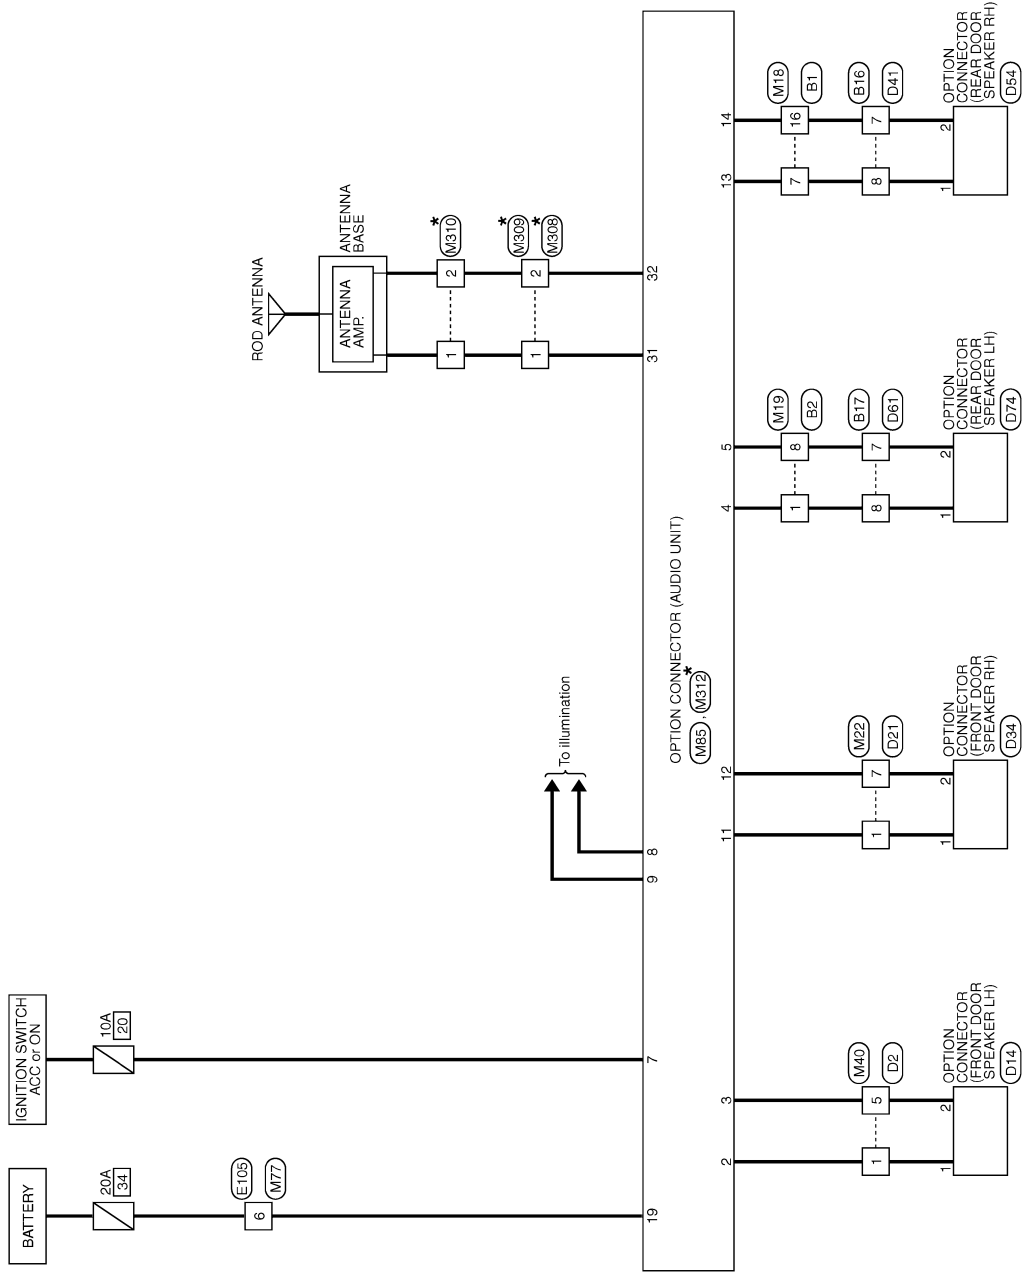 BATTERY
20A
34
E105
6
M77
19
IGNITION SWITCH
ACC or ON
10A
20
7
To illumination
9
8
ROD ANTENNA
ANTENNA
BASE
ANTENNA
AMP.
*
M310
1
2
*
M309
*
M308
1
2
31
32
OPTION CONNECTOR (AUDIO UNIT)
*
M85 , M312
2
3
M40
1
5
D2
1
2
OPTION
CONNECTOR
(FRONT DOOR
SPEAKER LH)
D14
11
12
M22
1
7
D21
1
2
OPTION
CONNECTOR
(FRONT DOOR
SPEAKER RH)
D34
4
5
M19
1
8
B2
B17
8
7
D61
1
2
OPTION
CONNECTOR
(REAR DOOR
SPEAKER LH)
D74
13
14
M18
7
16
B1
B16
8
7
D41
1
2
OPTION
CONNECTOR
(REAR DOOR
SPEAKER RH)
D54